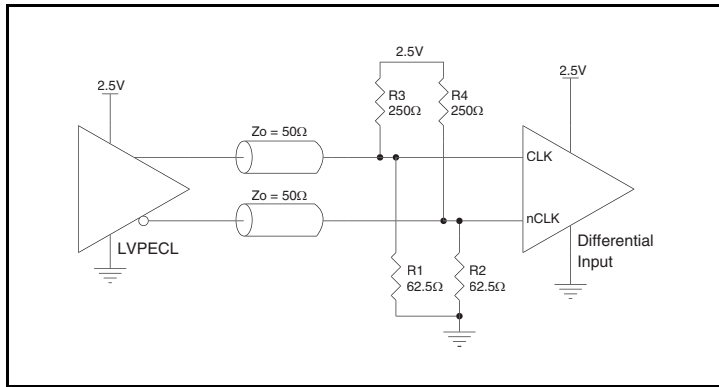 2.5V
2.5V
2.5V
R3
250Ω
R4
250Ω
Zo = 50Ω
CLK
Zo = 50Ω
nCLK
LVPECL
Differential
Input
R1
62.5Ω
R2
62.5Ω